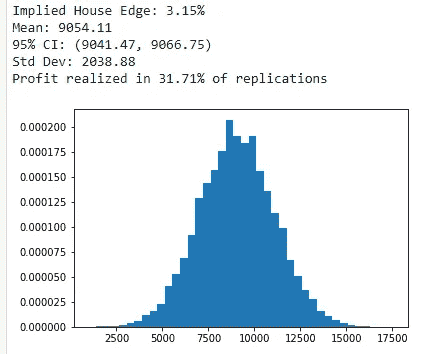 Implied House Edge: 3.15%
Mean: 9054.11
95% CI: (9041.47, 9066.75)
Std Dev: 2038.88
Profit realized in 31.71% of replications
0.000200
0.000175
0.000150
0.000125
0.000100
0.000075
0.000050
0.000025
0.000000
2500 5000 7500 10000 12500 15000 17500